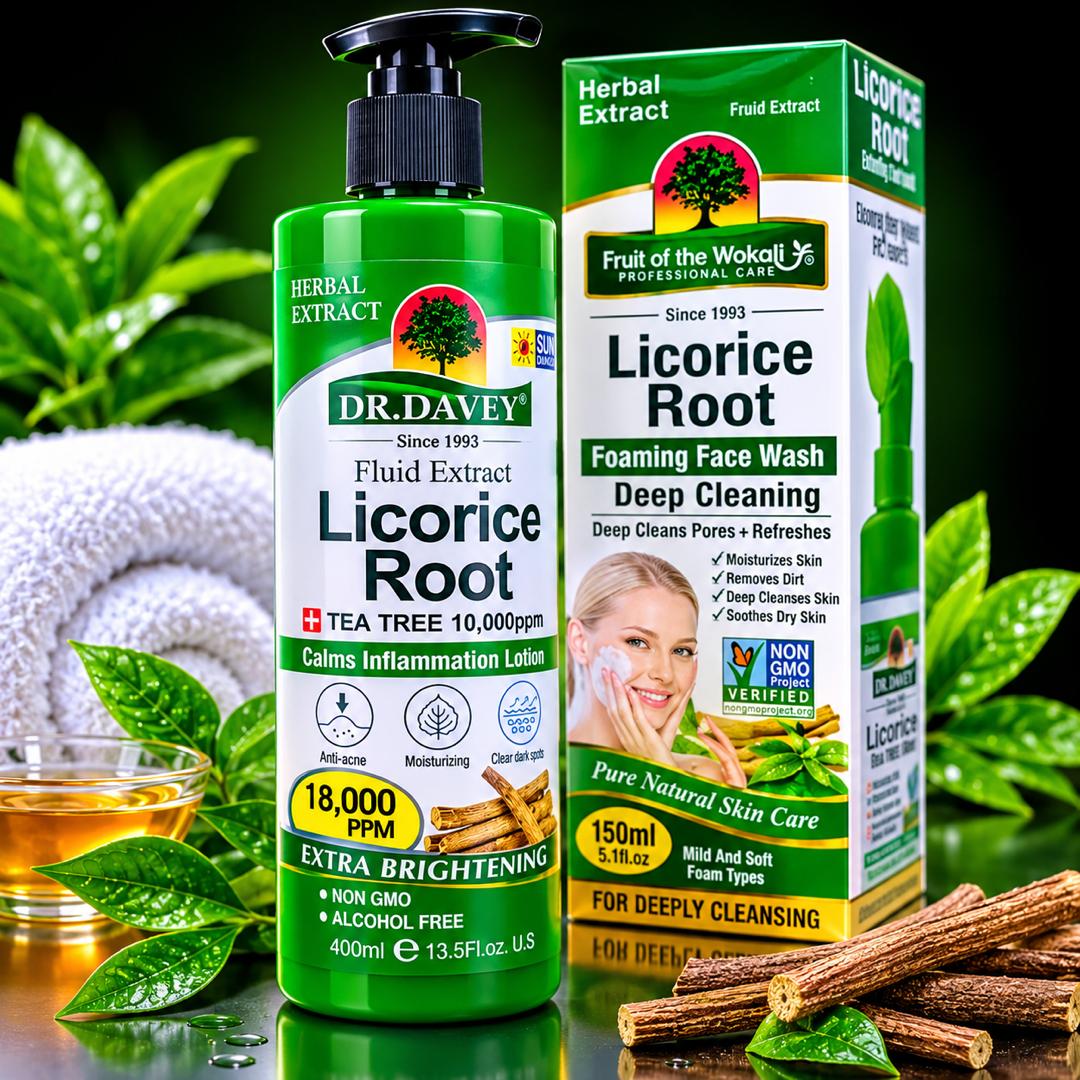 HERBAL
EXTRACT
SUN
DR.DAVEY®
Since 1993
Fluid Extract
Licorice
Root
TEA TREE 10,000ppm
Calms Inflammation Lotion
Anti-acne
Moisturizing
Clear dark spots
18,000
PPM
EXTRA BRIGHTENING
• NON GMO
• ALCOHOL FREE
400ml ℮ 13.5Fl.oz. U.S
Herbal
Extract
Fruid Extract
Fruit of the Wokali ®
PROFESSIONAL CARE
Since 1993
Licorice
Root
Foaming Face Wash
Deep Cleaning
Deep Cleans Pores + Refreshes
✓ Moisturizes Skin
✓ Removes Dirt
✓ Deep Cleanses Skin
✓ Soothes Dry Skin
NON
GMO
Project
VERIFIED
nongmoproject.org
Pure Natural Skin Care
150ml
5.1fl.oz
Mild And Soft
Foam Types
FOR DEEPLY CLEANSING
Licorice
Root
DR.DAVEY
Licorice